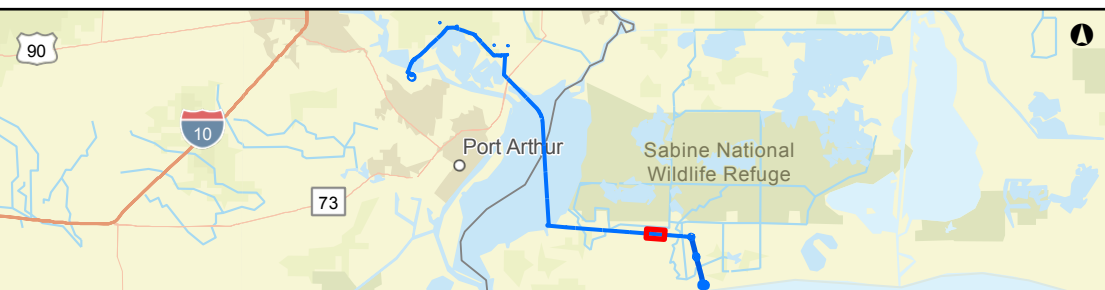 90
10
Port Arthur
Sabine National
Wildlife Refuge
73